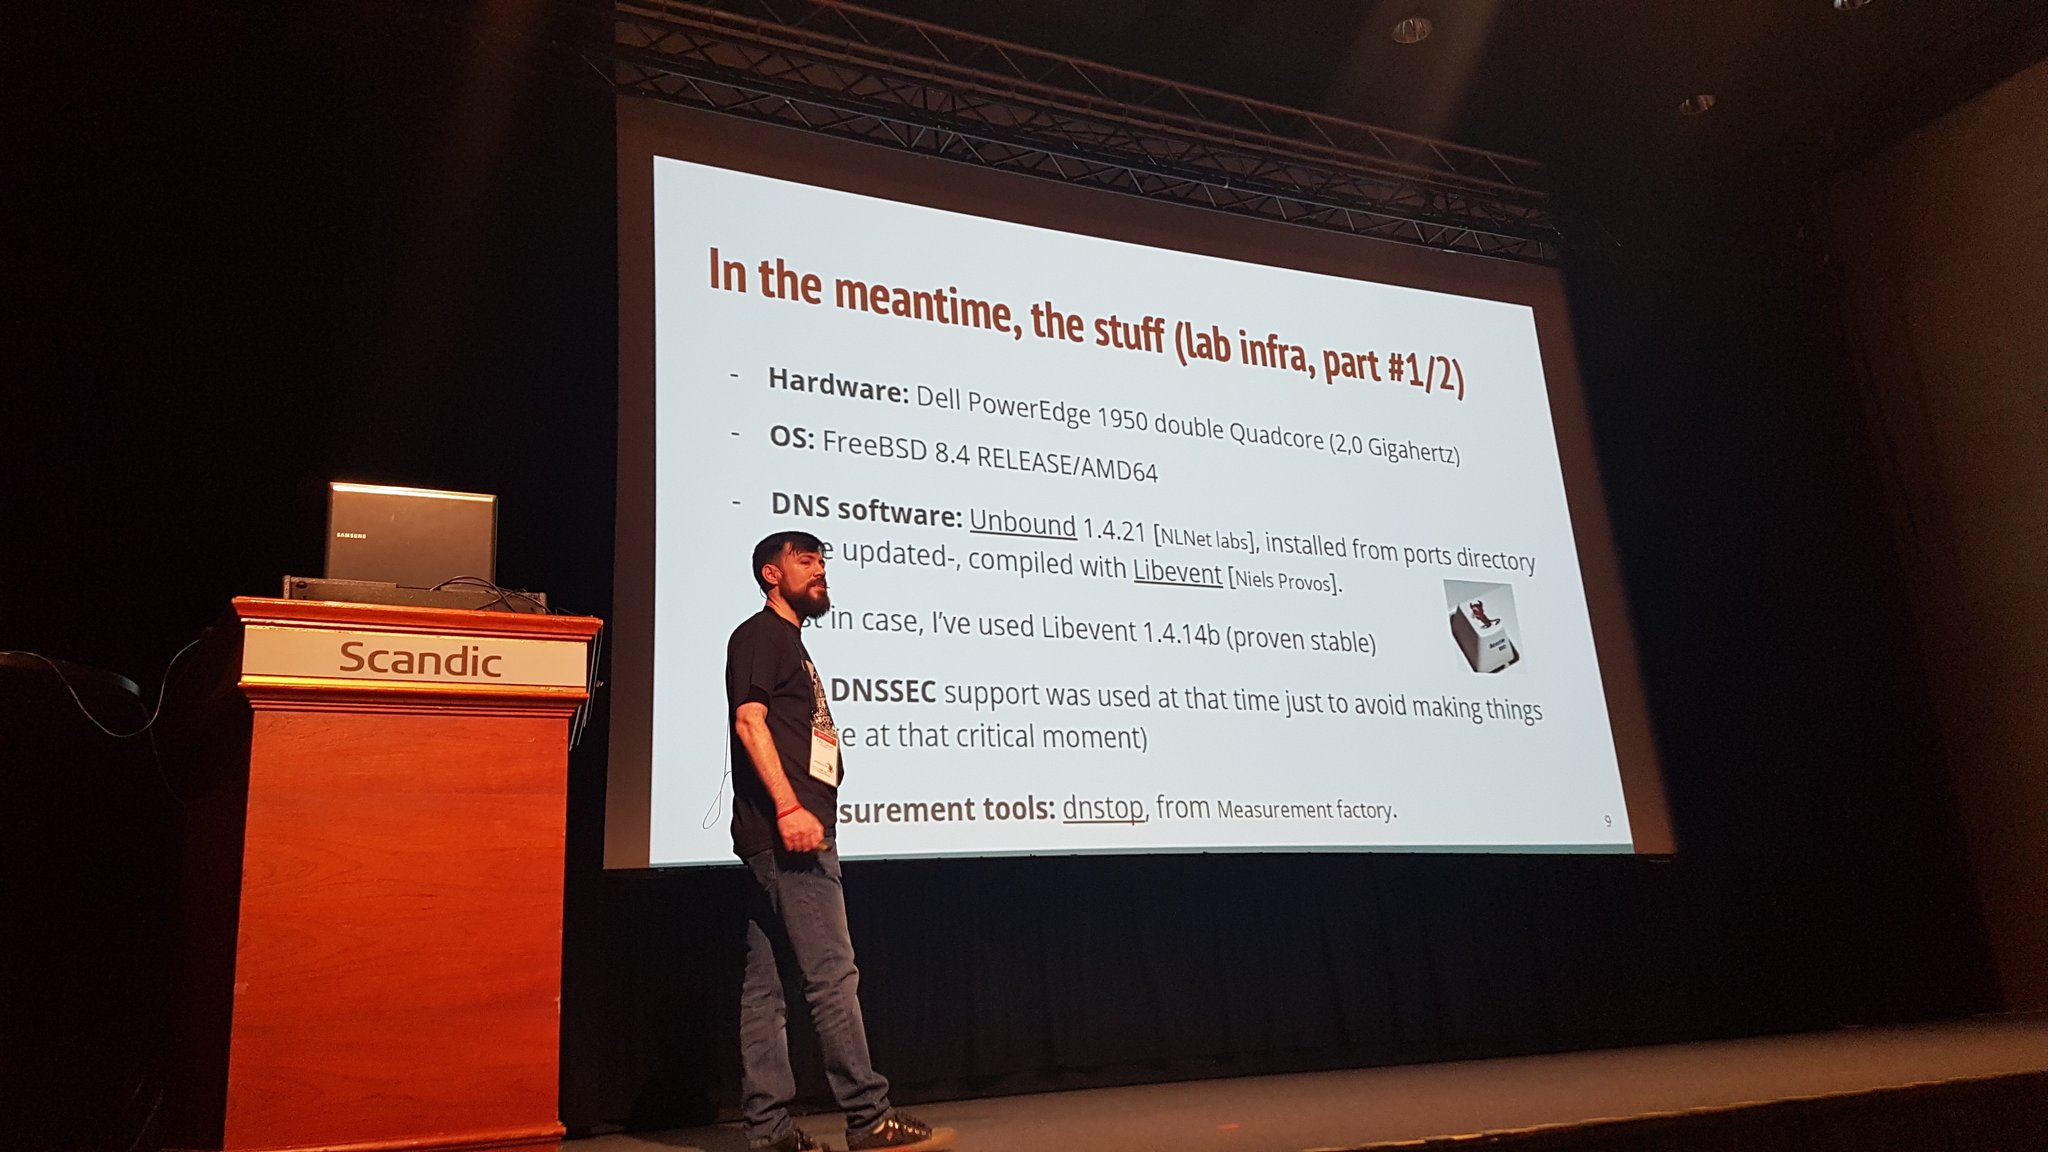 In the meantime, the stuff (lab infra, part #1/2)
- Hardware: Dell PowerEdge 1950 double Quadcore (2,0 Gigahertz)
- OS: FreeBSD 8.4 RELEASE/AMD64
- DNS software: Unbound 1.4.21 [NLNet labs], installed from ports directory
e updated-, compiled with Libevent [Niels Provos].
st in case, I've used Libevent 1.4.14b (proven stable)
DNSSEC support was used at that time just to avoid making things
e at that critical moment)
surement tools: dnstop, from Measurement factory.
9
SAMSUNG
Scandic